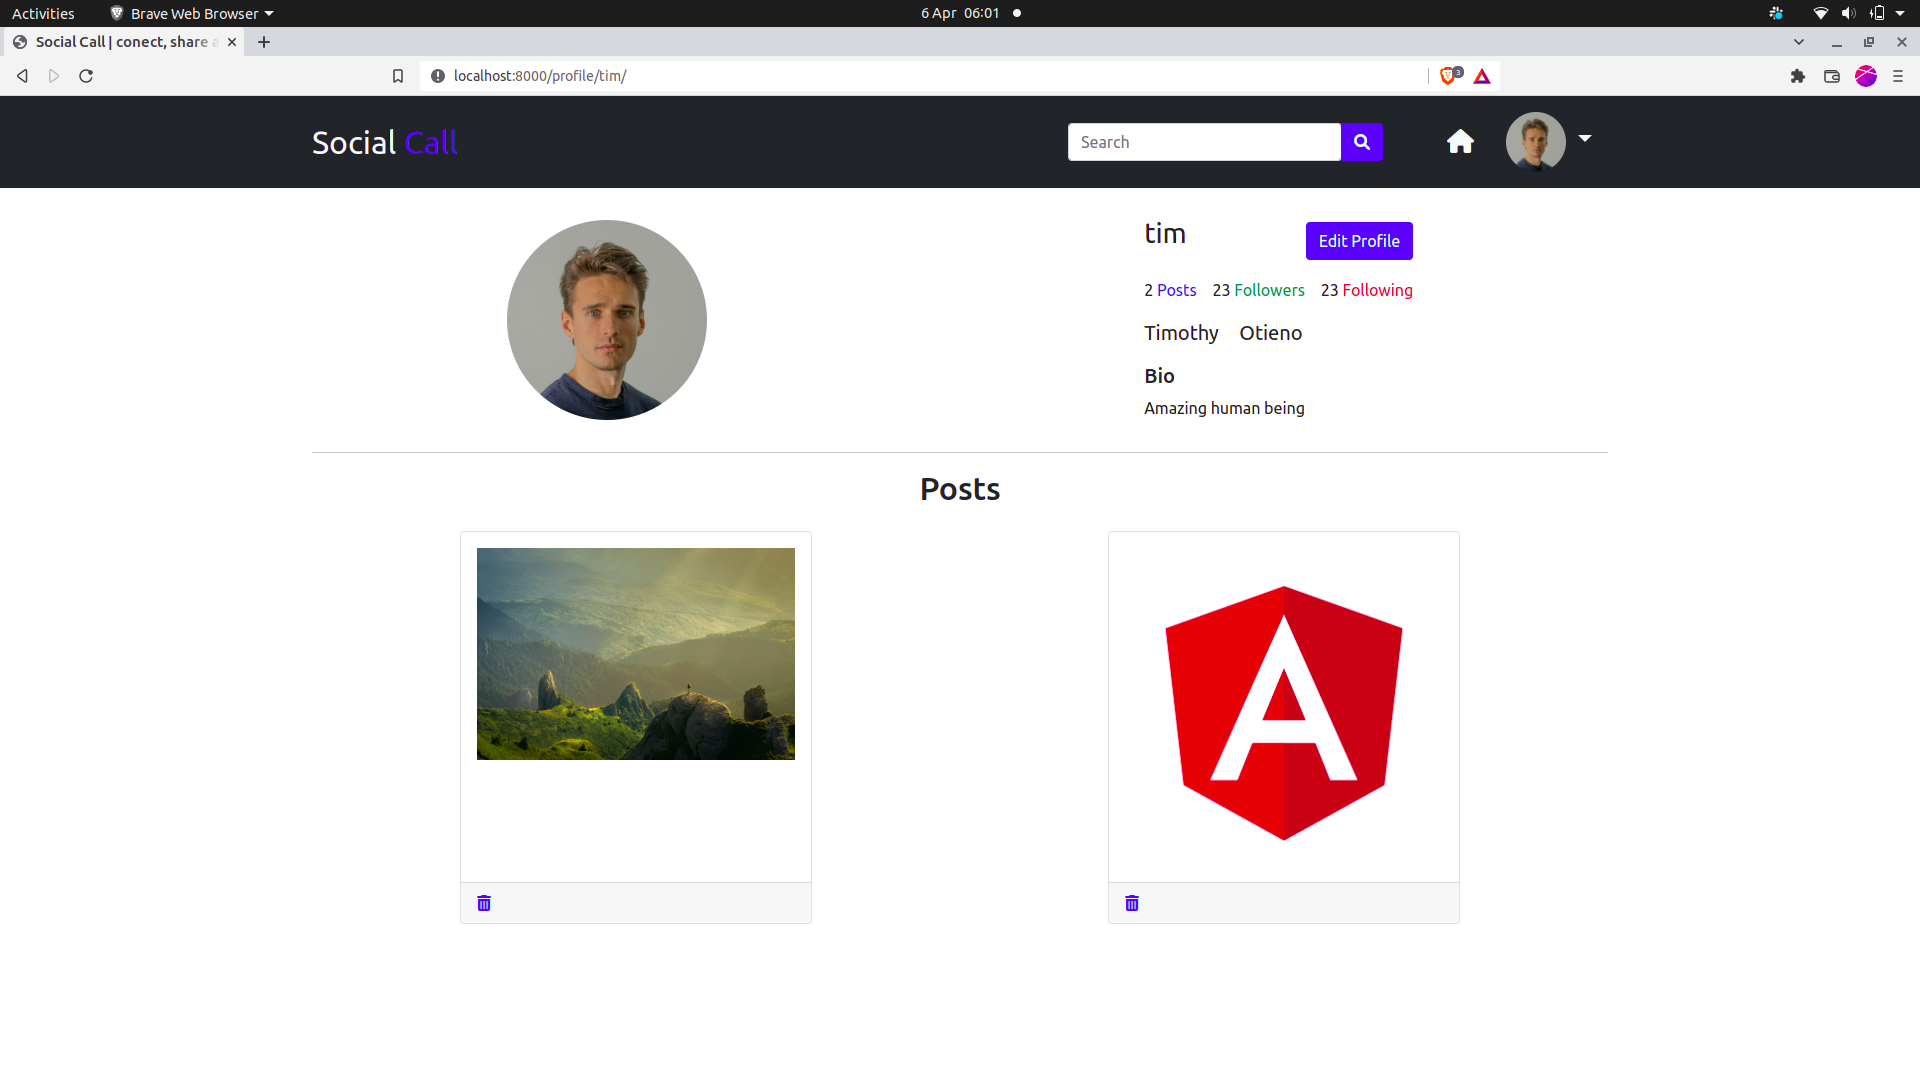 Activities Brave Web Browser 6 Apr 06:01
Social Call | conect, share a
localhost:8000/profile/tim/ 3
Social Call Search
tim Edit Profile
2 Posts 23 Followers 23 Following
Timothy Otieno
Bio
Amazing human being
Posts
A